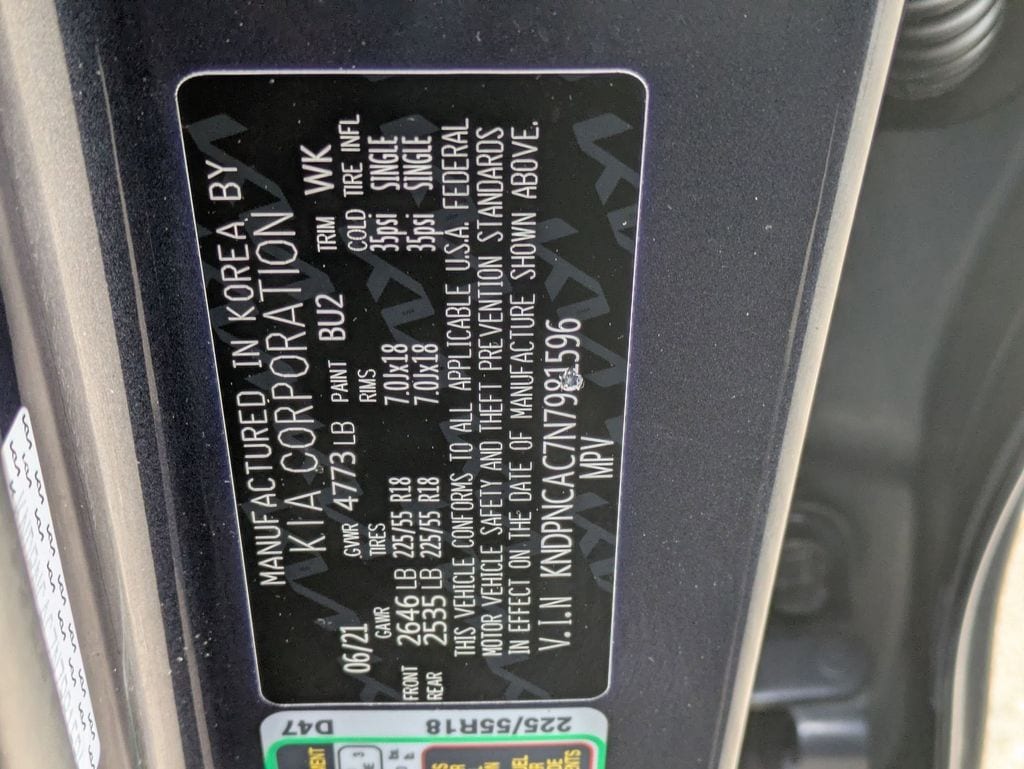 MANUFACTURED IN KOREA BY
KIA CORPORATION
06/21 GVWR 4773 LB PAINT BU2 TRIM WK
GAWR TIRES RIMS COLD TIRE INFL
FRONT 2646 LB 225/55 R18 7.0Jx18 35psi SINGLE
REAR 2535 LB 225/55 R18 7.0Jx18 35psi SINGLE
THIS VEHICLE CONFORMS TO ALL APPLICABLE U.S.A. FEDERAL
MOTOR VEHICLE SAFETY AND THEFT PREVENTION STANDARDS
IN EFFECT ON THE DATE OF MANUFACTURE SHOWN ABOVE.
V.I.N KNDPNCAC7N7981596
MPV
D47
225/55R18